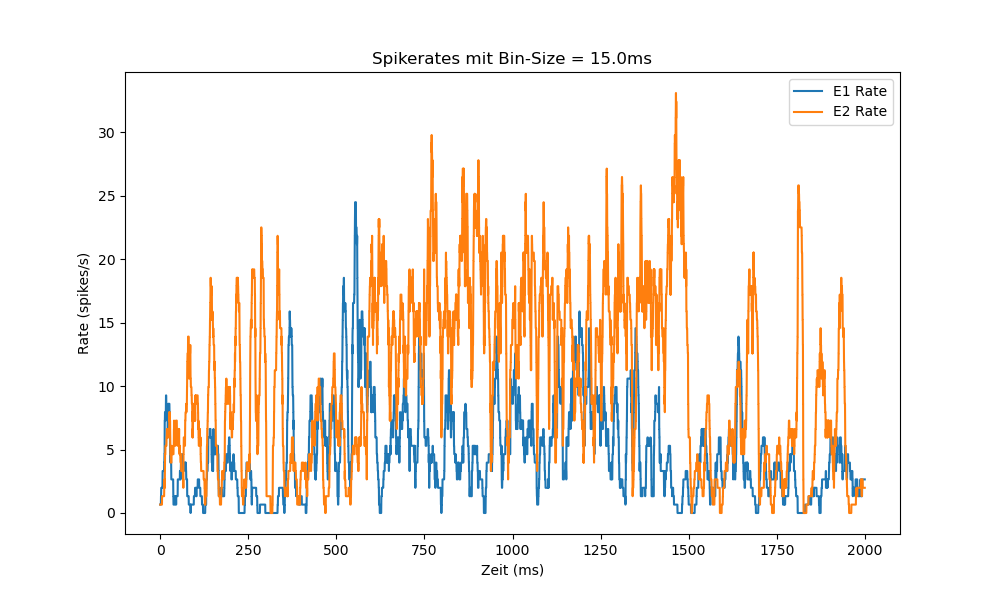 Spikerates mit Bin-Size = 15.0ms
E1 Rate
E2 Rate
Rate (spikes/s)
30
25
20
15
10
5
0
0 250 500 750 1000 1250 1500 1750 2000
Zeit (ms)